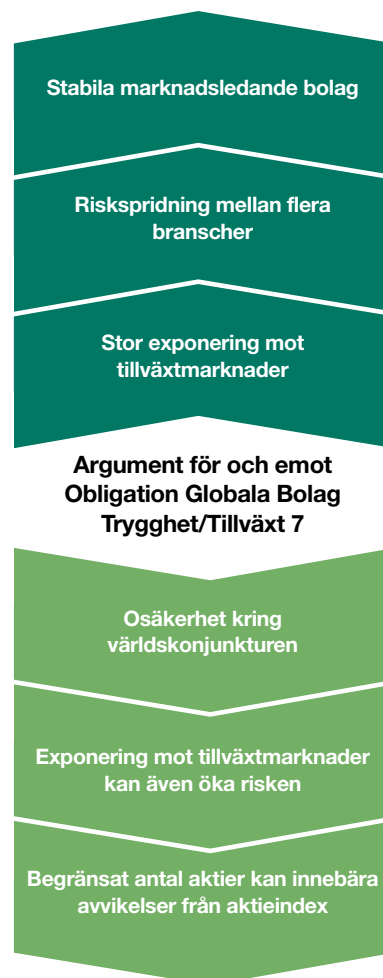 Stabila marknadsledande bolag
Riskspridning mellan flera
branscher
Stor exponering mot
tillväxtmarknader
Argument för och emot
Obligation Globala Bolag
Trygghet/Tillväxt 7
Osäkerhet kring
världskonjunkturen
Exponering mot tillväxtmarknader
kan även öka risken
Begränsat antal aktier kan innebära
avvikelser från aktieindex